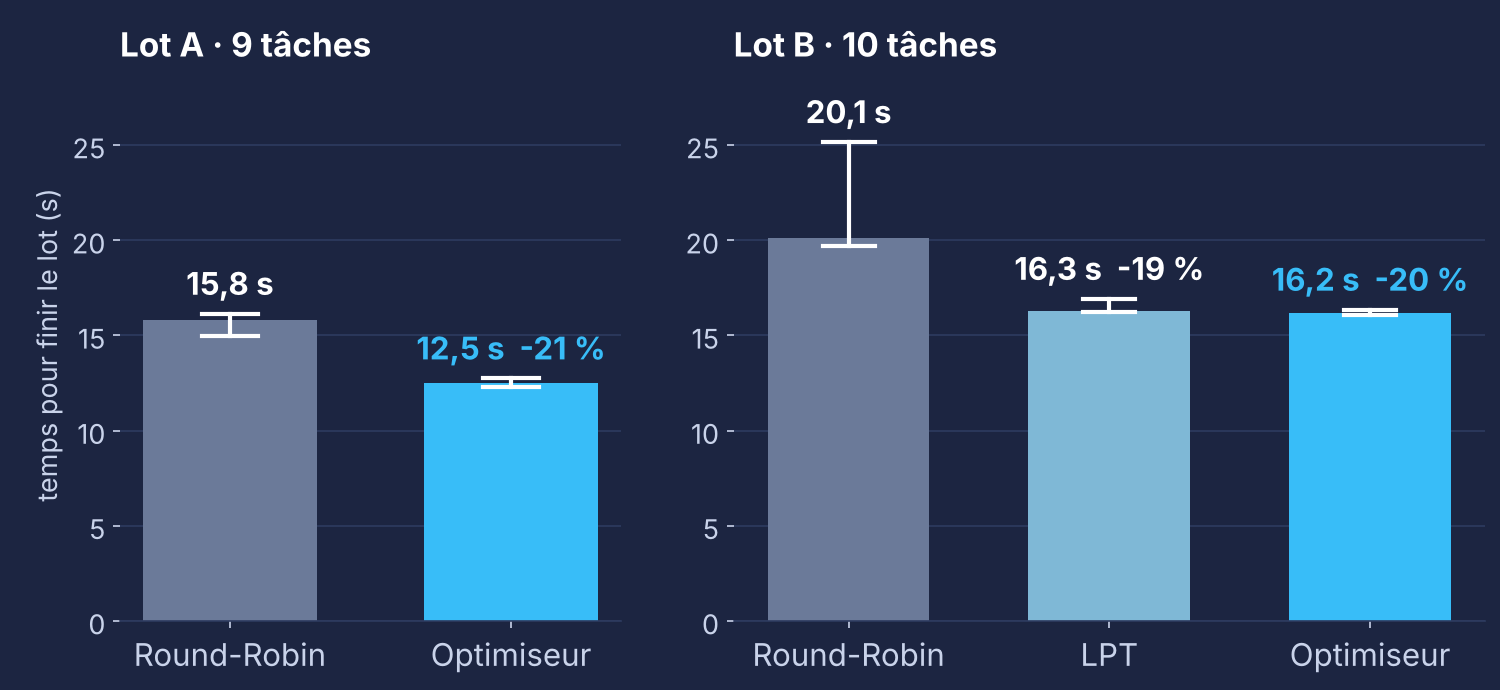 Lot A · 9 tâches
temps pour finir le lot (s)
25
20
15
10
5
0
15,8 s
12,5 s -21 %
Round-Robin
Optimiseur
Lot B · 10 tâches
25
20
15
10
5
0
20,1 s
16,3 s -19 %
16,2 s -20 %
Round-Robin
LPT
Optimiseur